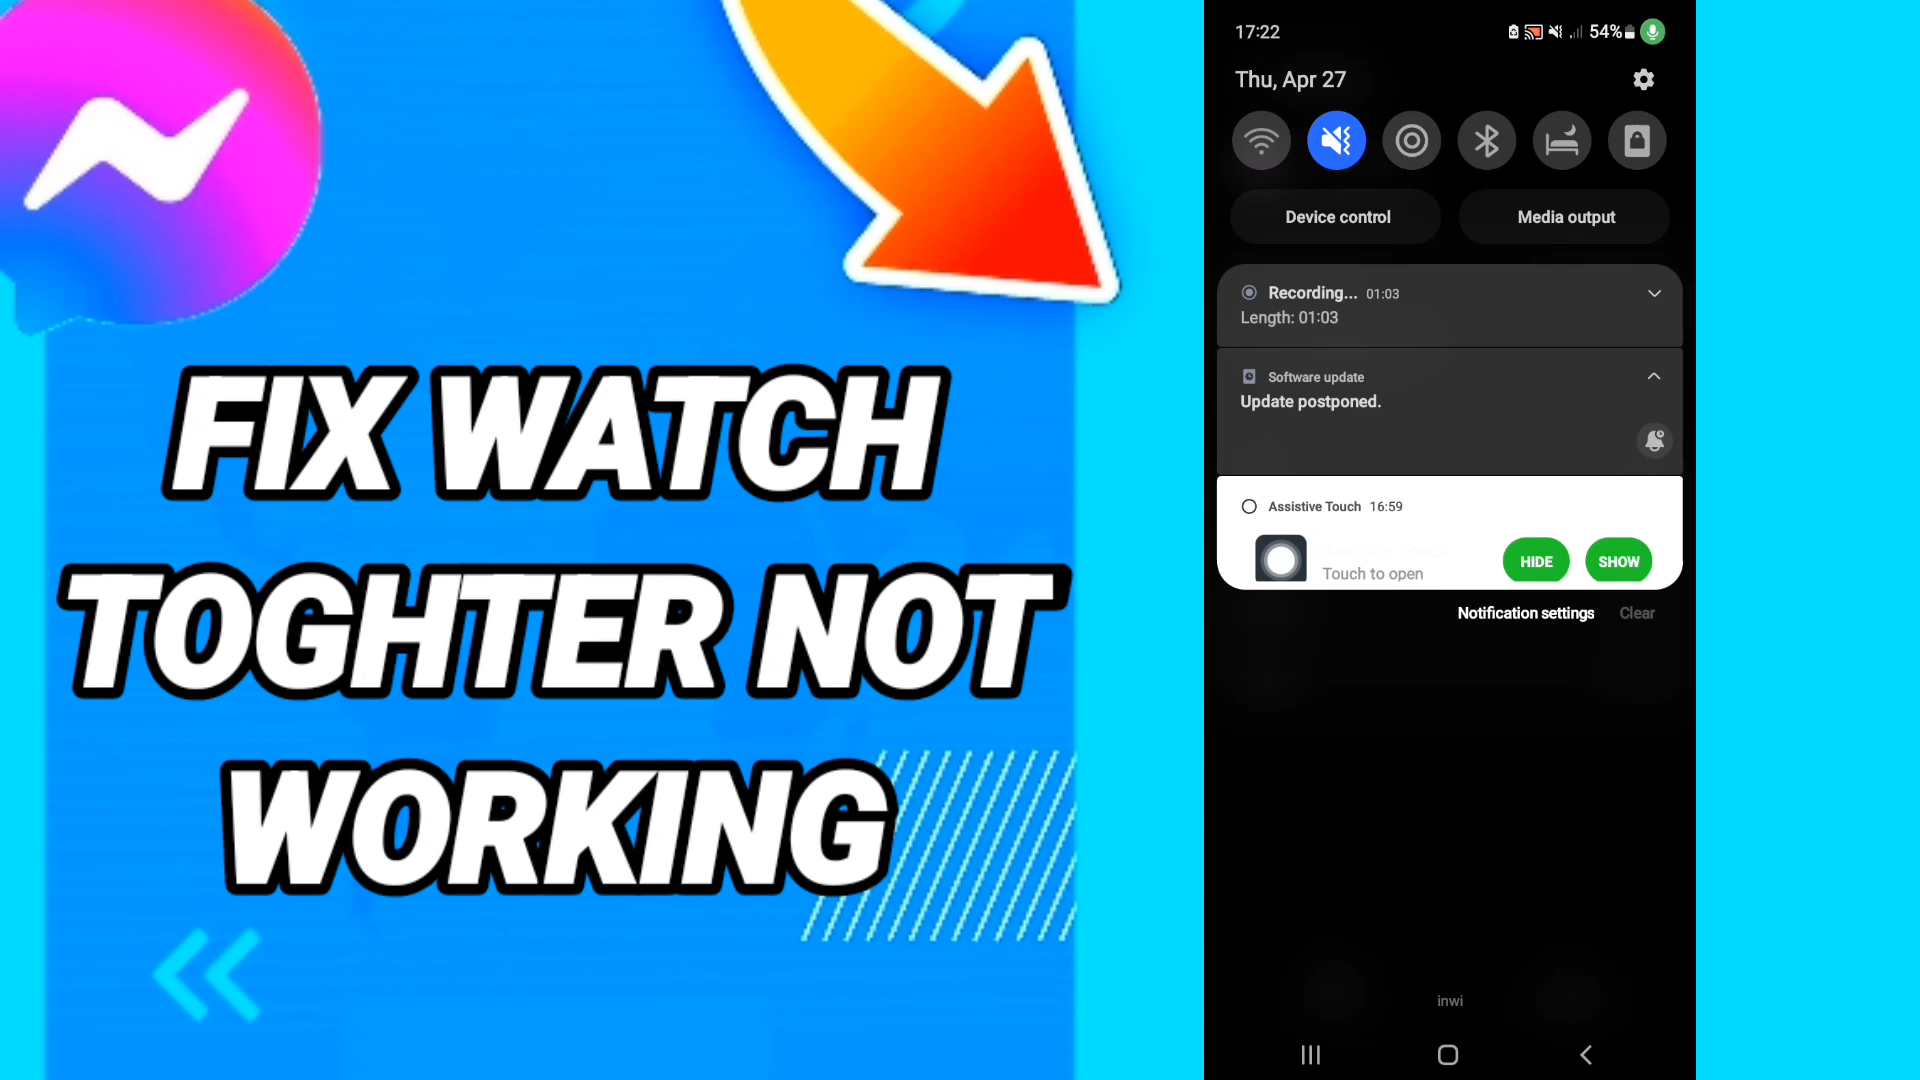 FIX WATCH
TOGHTER NOT
WORKING
17:22
54%
Thu, Apr 27
Device control
Media output
Recording... 01:03
Length: 01:03
Software update
Update postponed.
Assistive Touch 16:59
Touch to open
HIDE
SHOW
Notification settings
Clear
inwi